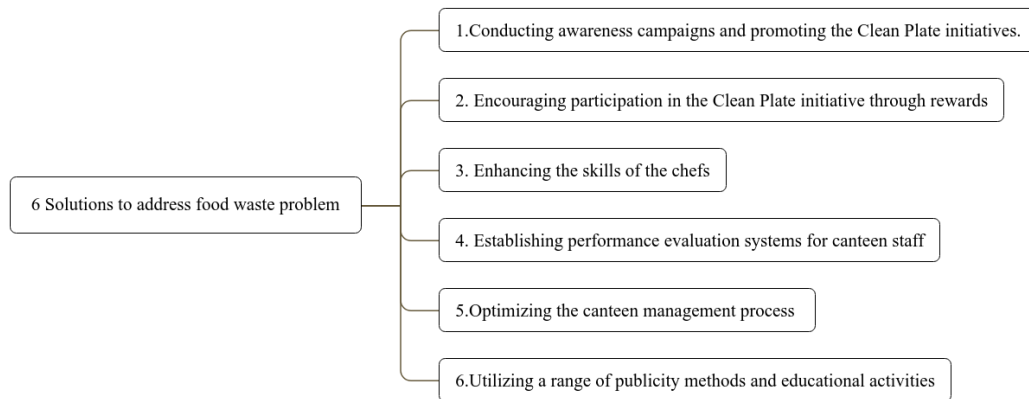 6 Solutions to address food waste problem
1.Conducting awareness campaigns and promoting the Clean Plate initiatives.
2. Encouraging participation in the Clean Plate initiative through rewards
3. Enhancing the skills of the chefs
4. Establishing performance evaluation systems for canteen staff
5.Optimizing the canteen management process
6.Utilizing a range of publicity methods and educational activities